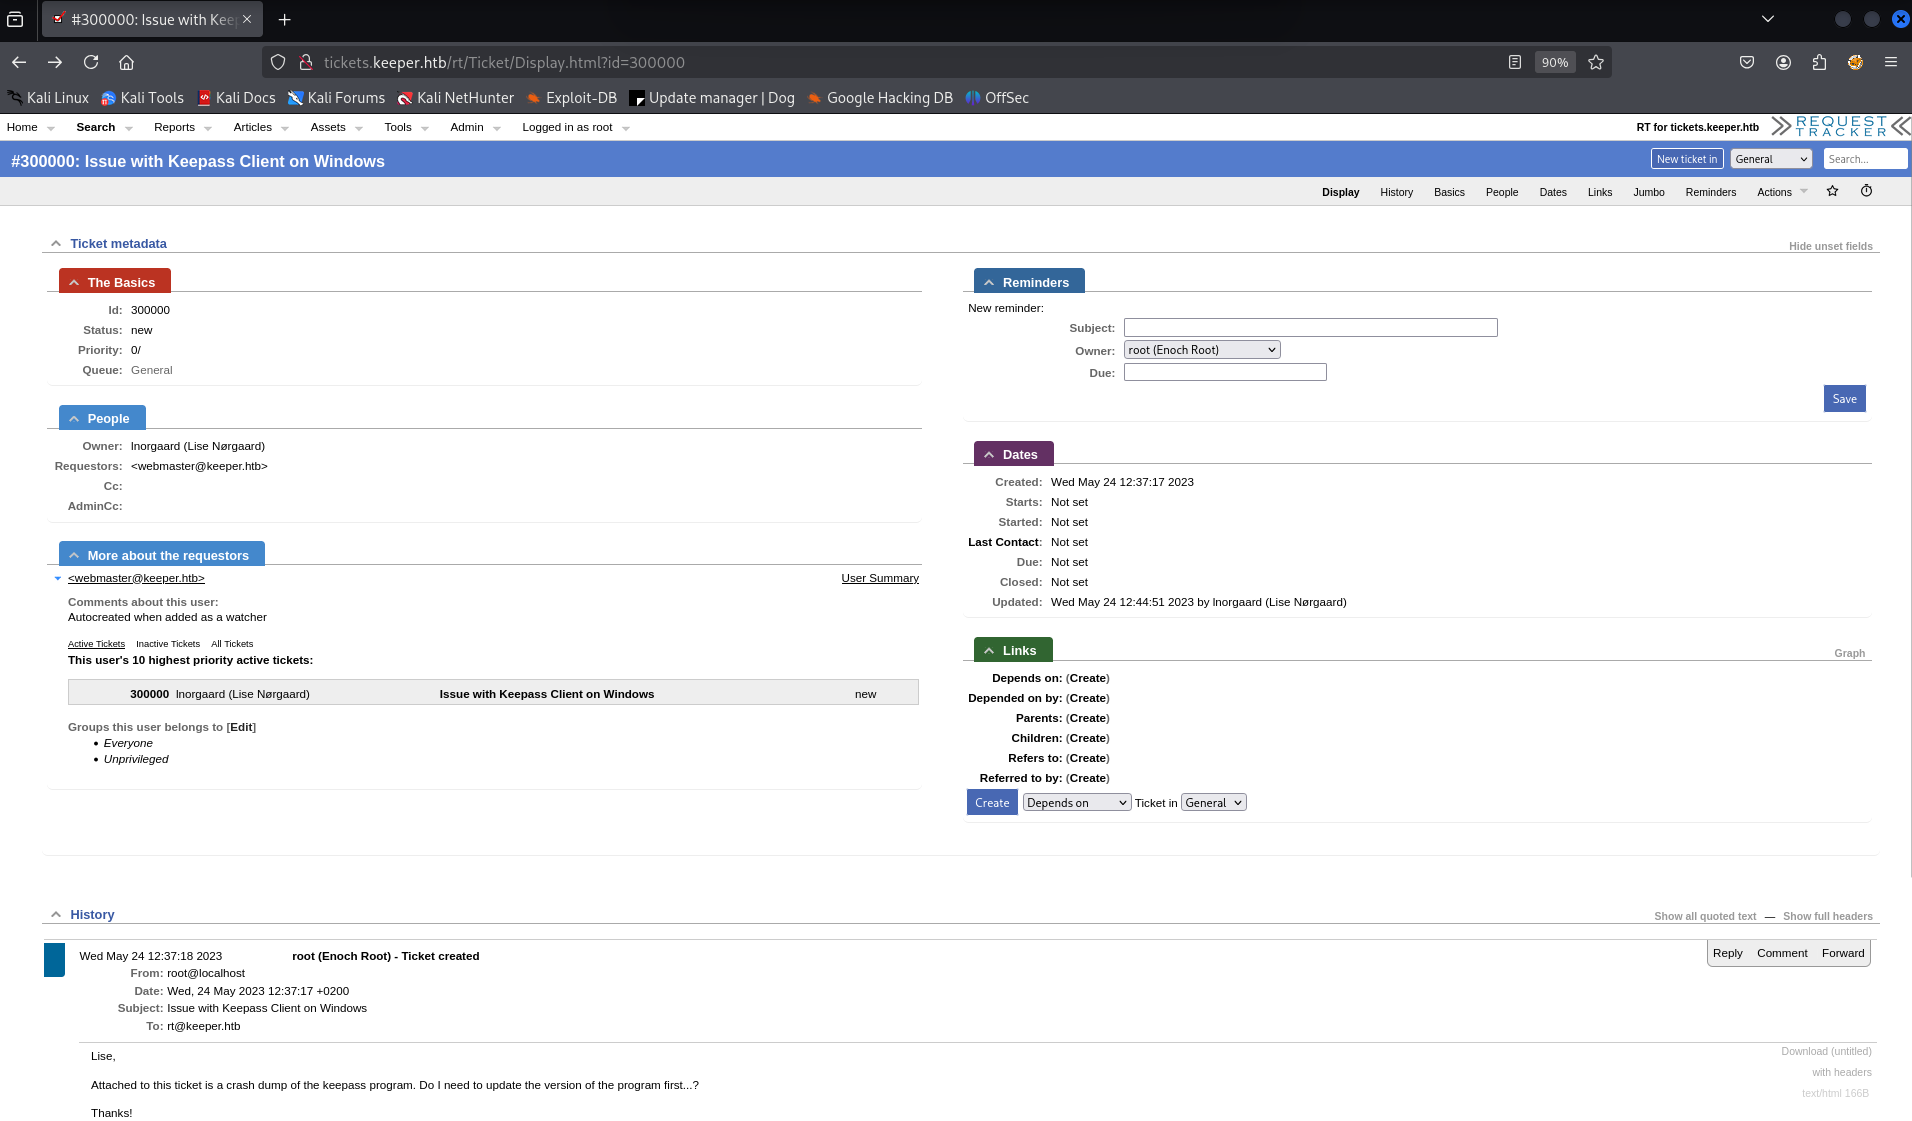 #300000: Issue with Keep
tickets.keeper.htb/rt/Ticket/Display.html?id=300000
90%
Kali Linux Kali Tools Kali Docs Kali Forums Kali NetHunter Exploit-DB Update manager | Dog Google Hacking DB OffSec
Home Search Reports Articles Assets Tools Admin Logged in as root
RT for tickets.keeper.htb
REQUEST
TRACKER
#300000: Issue with Keepass Client on Windows
New ticket in General Search...
Display History Basics People Dates Links Jumbo Reminders Actions
Ticket metadata
Hide unset fields
The Basics
Id: 300000
Status: new
Priority: 0/
Queue: General
People
Owner: lnorgaard (Lise Nørgaard)
Requestors: <webmaster@keeper.htb>
Cc:
AdminCc:
More about the requestors
<webmaster@keeper.htb> User Summary
Comments about this user:
Autocreated when added as a watcher
Active Tickets Inactive Tickets All Tickets
This user's 10 highest priority active tickets:
300000 lnorgaard (Lise Nørgaard) Issue with Keepass Client on Windows new
Groups this user belongs to [Edit]
• Everyone
• Unprivileged
Reminders
New reminder:
Subject:
Owner: root (Enoch Root)
Due:
Save
Dates
Created: Wed May 24 12:37:17 2023
Starts: Not set
Started: Not set
Last Contact: Not set
Due: Not set
Closed: Not set
Updated: Wed May 24 12:44:51 2023 by lnorgaard (Lise Nørgaard)
Links
Graph
Depends on: (Create)
Depended on by: (Create)
Parents: (Create)
Children: (Create)
Refers to: (Create)
Referred to by: (Create)
Create Depends on Ticket in General
History
Show all quoted text — Show full headers
Wed May 24 12:37:18 2023 root (Enoch Root) - Ticket created
Reply Comment Forward
From: root@localhost
Date: Wed, 24 May 2023 12:37:17 +0200
Subject: Issue with Keepass Client on Windows
To: rt@keeper.htb
Lise,
Download (untitled)
with headers
text/html 166B
Attached to this ticket is a crash dump of the keepass program. Do I need to update the version of the program first...?
Thanks!